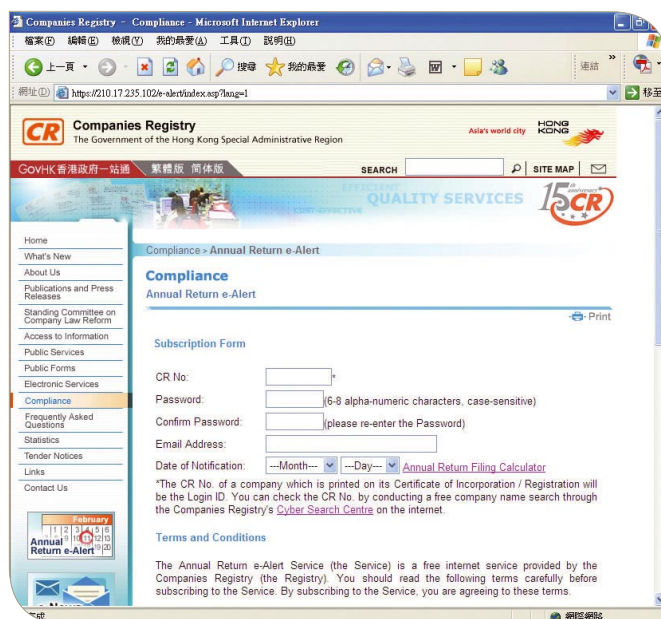 Companies Registry - Compliance - Microsoft Internet Explorer
檔案(F) 編輯(E) 檢視(V) 我的最愛(A) 工具(T) 說明(H)
上一頁 搜尋 我的最愛 連結 »
網址(D) https://210.17.235.102/e-alert/index.asp?lang=1 移至
CR Companies Registry
The Government of the Hong Kong Special Administrative Region
Asia's world city HONG KONG
GOVHK香港政府一站通 繁體版 简体版 SEARCH SITE MAP
EFFICIENT
QUALITY SERVICES
15 CR
Home
What's New
About Us
Publications and Press
Releases
Standing Committee on
Company Law Reform
Access to Information
Public Services
Public Forms
Electronic Services
Compliance
Frequently Asked
Questions
Statistics
Tender Notices
Links
Contact Us
February
Annual
Return e-Alert
Compliance > Annual Return e-Alert
Compliance
Annual Return e-Alert
Print
Subscription Form
CR No: *
Password: (6-8 alpha-numeric characters, case-sensitive)
Confirm Password: (please re-enter the Password)
Email Address:
Date of Notification: ---Month--- ---Day--- Annual Return Filing Calculator
*The CR No. of a company which is printed on its Certificate of Incorporation / Registration will
be the Login ID. You can check the CR No. by conducting a free company name search through
the Companies Registry's Cyber Search Centre on the internet.
Terms and Conditions
The Annual Return e-Alert Service (the Service) is a free internet service provided by the
Companies Registry (the Registry). You should read the following terms carefully before
subscribing to the Service. By subscribing to the Service, you are agreeing to these terms.
網際網路